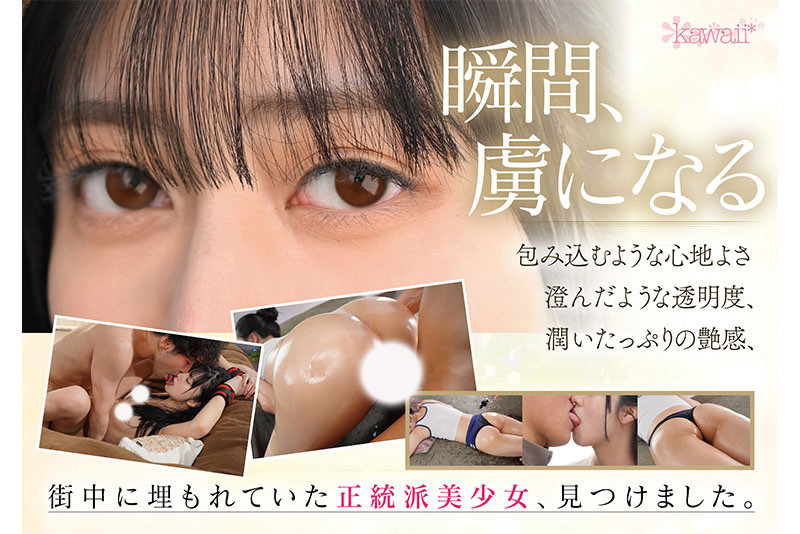 *kawaii*
瞬間、
虜になる
包み込むような心地よさ
澄んだような透明度、
潤いたっぷりの艶感、
街中に埋もれていた正統派美少女、見つけました。